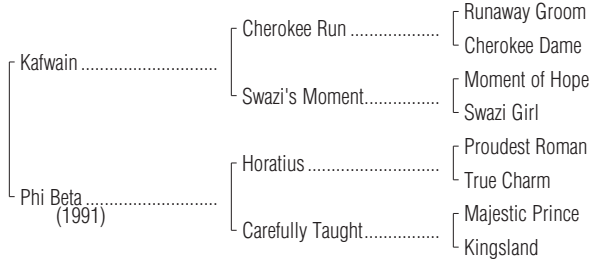 Runaway Groom
Cherokee Run ....................
Cherokee Dame
Kafwain ..............................
Moment of Hope
Swazi's Moment.................
Swazi Girl
Proudest Roman
Horatius .............................
True Charm
Phi Beta .............................
(1991)
Majestic Prince
Carefully Taught.................
Kingsland